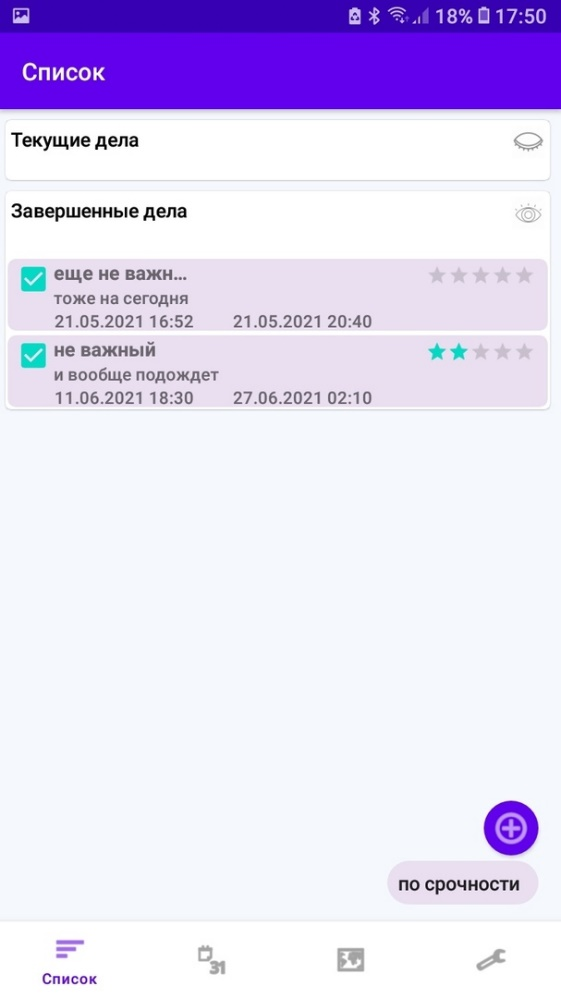 18% 17:50
Список
Текущие дела
Завершенные дела
еще не важн...
тоже на сегодня
21.05.2021 16:52 21.05.2021 20:40
не важный
и вообще подождет
11.06.2021 18:30 27.06.2021 02:10
по срочности
31
Список